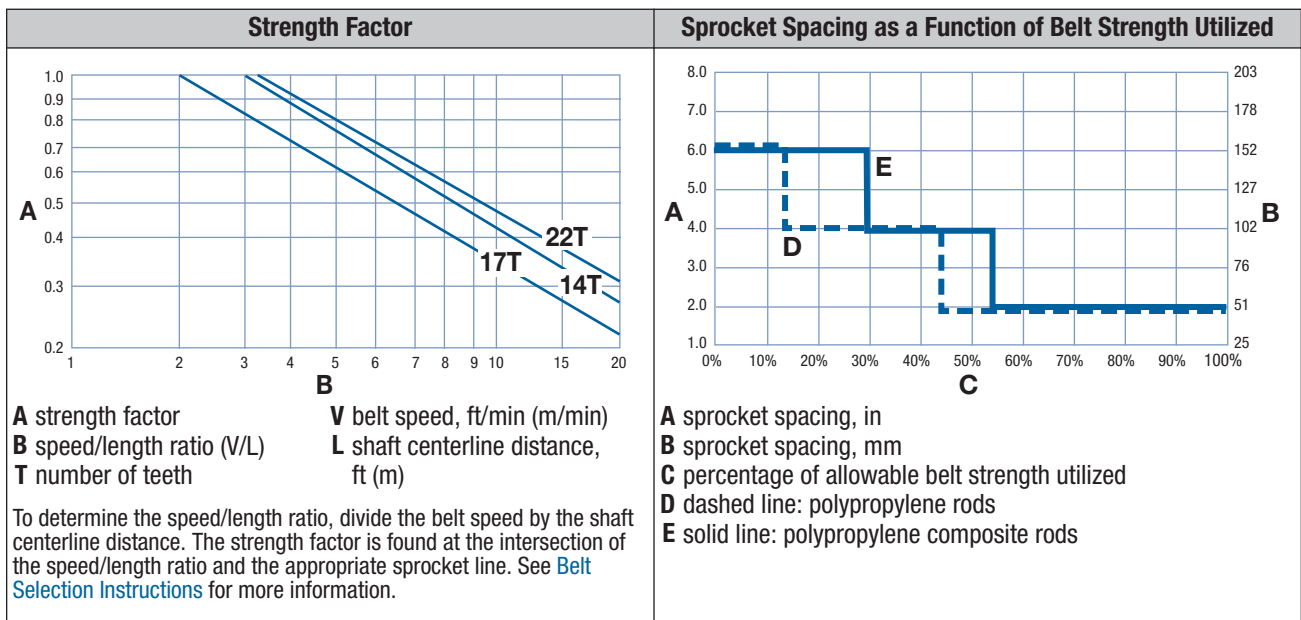 Strength Factor
1.0
0.9
0.8
0.7
0.6
0.5
0.4
0.3
0.2
A
22T
17T
14T
1 2 3 4 5 6 7 8 9 10 15 20
B
A strength factor
B speed/length ratio (V/L)
T number of teeth
V belt speed, ft/min (m/min)
L shaft centerline distance,
ft (m)
To determine the speed/length ratio, divide the belt speed by the shaft
centerline distance. The strength factor is found at the intersection of
the speed/length ratio and the appropriate sprocket line. See Belt
Selection Instructions for more information.
Sprocket Spacing as a Function of Belt Strength Utilized
8.0
7.0
6.0
5.0
4.0
3.0
2.0
1.0
A
E
D
203
178
152
127
102
76
51
25
B
0% 10% 20% 30% 40% 50% 60% 70% 80% 90% 100%
C
A sprocket spacing, in
B sprocket spacing, mm
C percentage of allowable belt strength utilized
D dashed line: polypropylene rods
E solid line: polypropylene composite rods